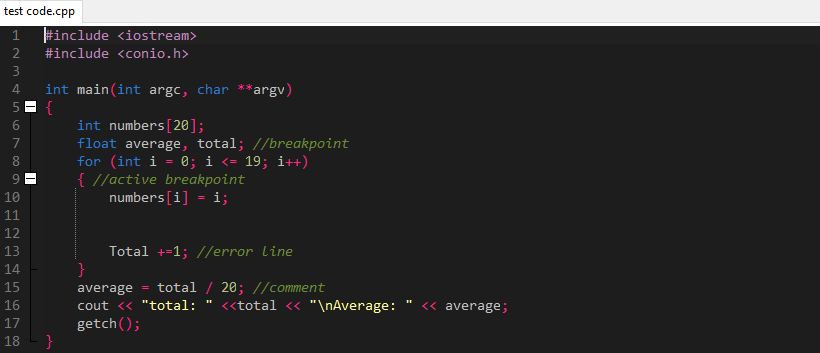 test code.cpp
1 #include <iostream>
2 #include <conio.h>
3
4 int main(int argc, char **argv)
5 {
6 int numbers[20];
7 float average, total; //breakpoint
8 for (int i = 0; i <= 19; i++)
9 { //active breakpoint
10 numbers[i] = i;
11
12
13 Total +=1; //error line
14 }
15 average = total / 20; //comment
16 cout << "total: " <<total << "\nAverage: " << average;
17 getch();
18 }